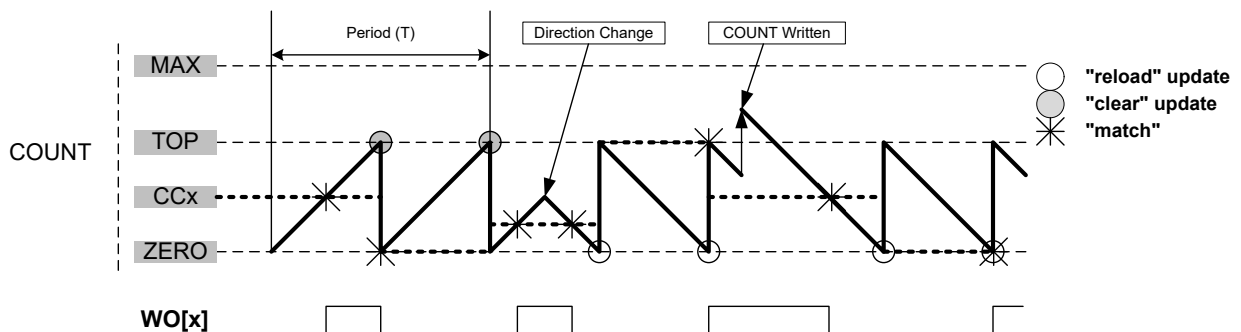 Period (T)
Direction Change
COUNT Written
MAX
"reload" update
"clear" update
TOP
"match"
COUNT
CCx
ZERO
WO[x]